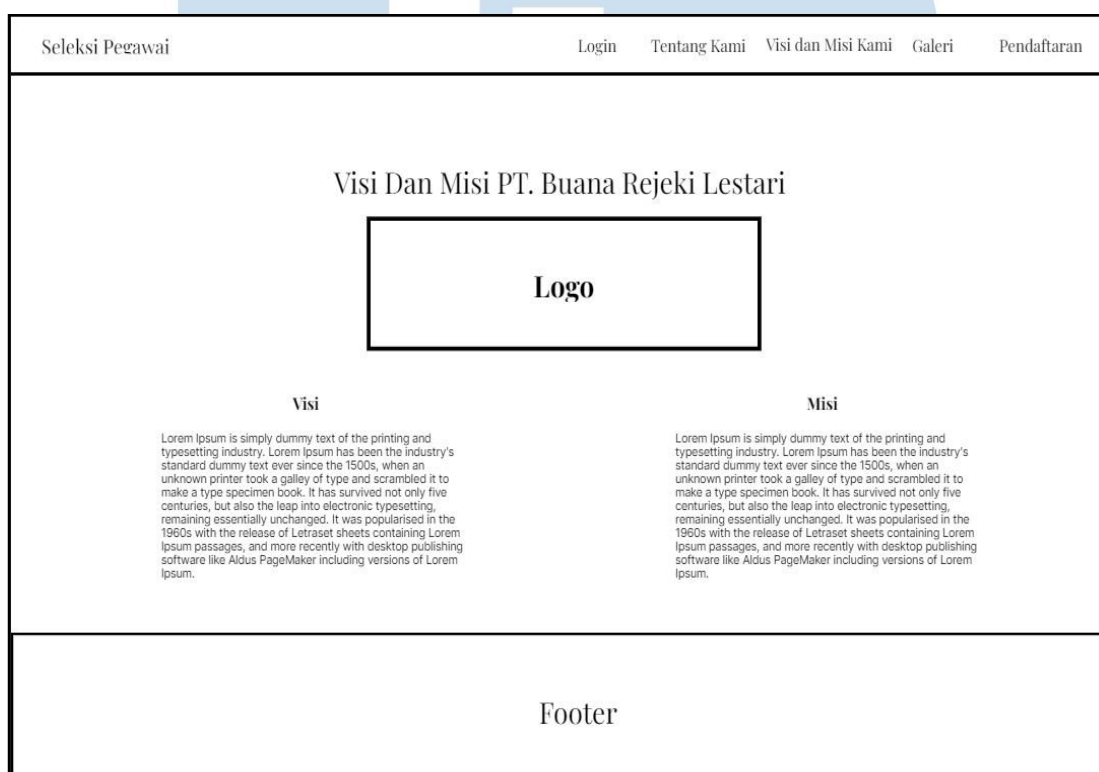 Seleksi Pegawai
Login Tentang Kami Visi dan Misi Kami Galeri Pendaftaran
Visi Dan Misi PT. Buana Rejeki Lestari
Logo
Visi
Lorem Ipsum is simply dummy text of the printing and
typesetting industry. Lorem Ipsum has been the industry's
standard dummy text ever since the 1500s, when an
unknown printer took a galley of type and scrambled it to
make a type specimen book. It has survived not only five
centuries, but also the leap into electronic typesetting,
remaining essentially unchanged. It was popularised in the
1960s with the release of Letraset sheets containing Lorem
Ipsum passages, and more recently with desktop publishing
software like Aldus PageMaker including versions of Lorem
Ipsum.
Misi
Lorem Ipsum is simply dummy text of the printing and
typesetting industry. Lorem Ipsum has been the industry's
standard dummy text ever since the 1500s, when an
unknown printer took a galley of type and scrambled it to
make a type specimen book. It has survived not only five
centuries, but also the leap into electronic typesetting,
remaining essentially unchanged. It was popularised in the
1960s with the release of Letraset sheets containing Lorem
Ipsum passages, and more recently with desktop publishing
software like Aldus PageMaker including versions of Lorem
Ipsum.
Footer